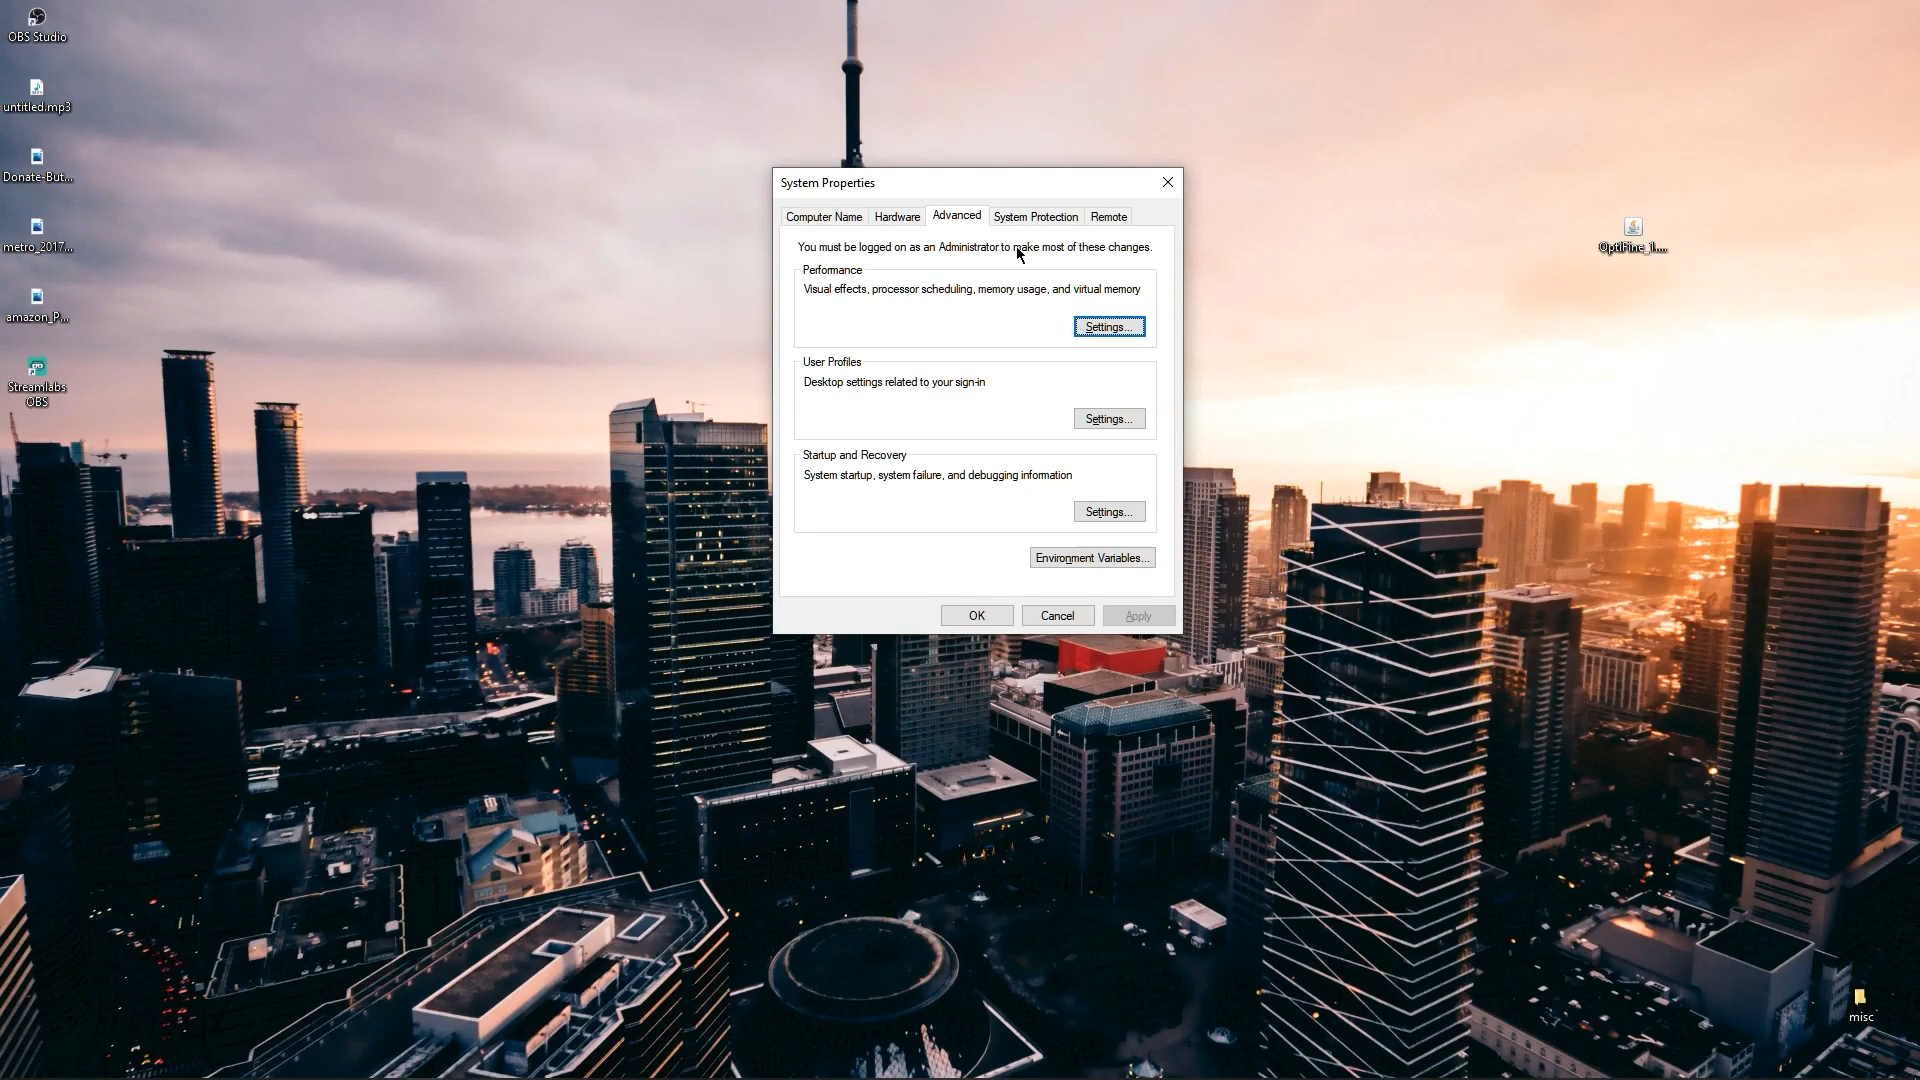 OBS Studio
untitled.mp3
Donate-But...
metro_2017...
amazon_P...
Streamlabs
OBS
System Properties
Computer Name
Hardware
Advanced
System Protection
Remote
You must be logged on as an Administrator to make most of these changes.
Performance
Visual effects, processor scheduling, memory usage, and virtual memory
Settings...
User Profiles
Desktop settings related to your sign-in
Settings...
Startup and Recovery
System startup, system failure, and debugging information
Settings...
Environment Variables...
OK
Cancel
Apply
OptiFine_1....
misc